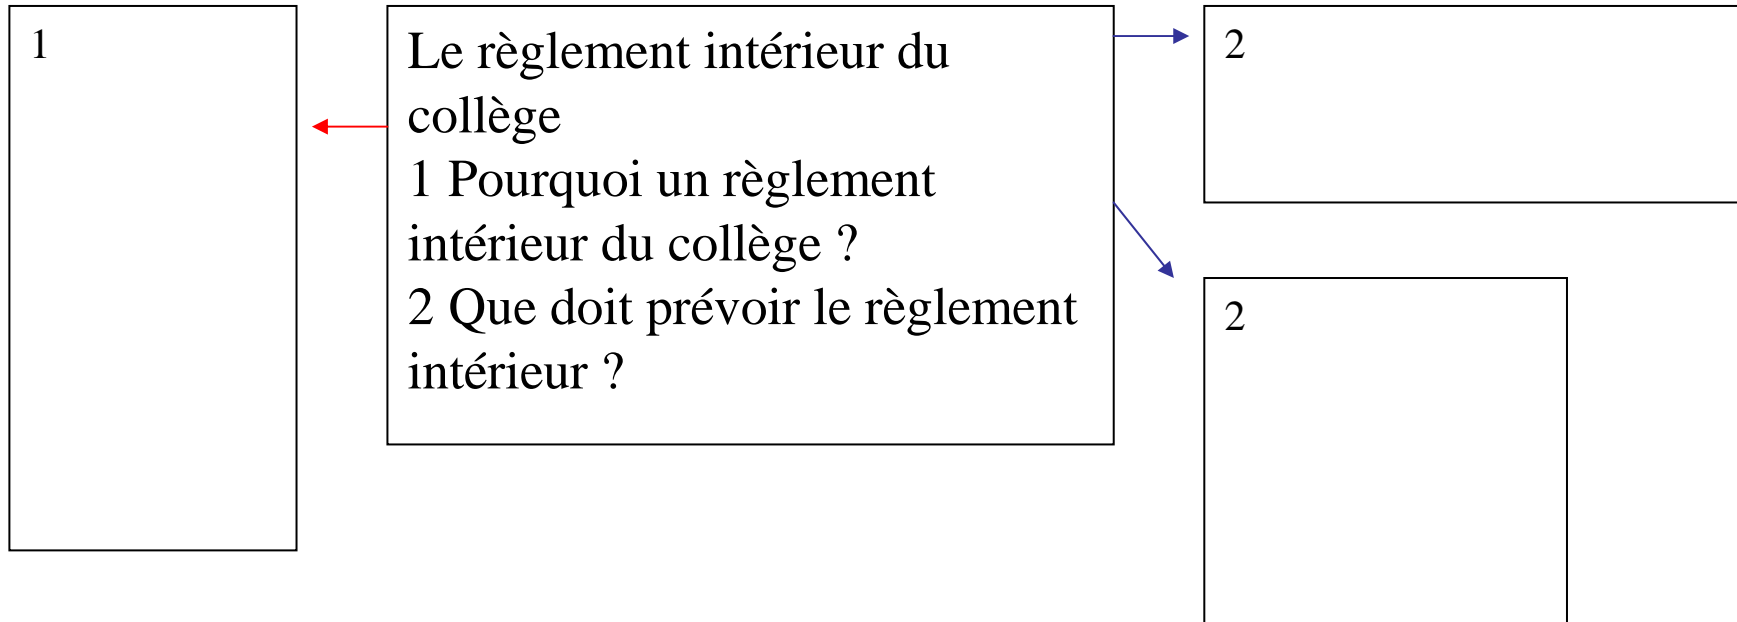 1
Le règlement intérieur du
collège
1 Pourquoi un règlement
intérieur du collège ?
2 Que doit prévoir le règlement
intérieur ?
2
2